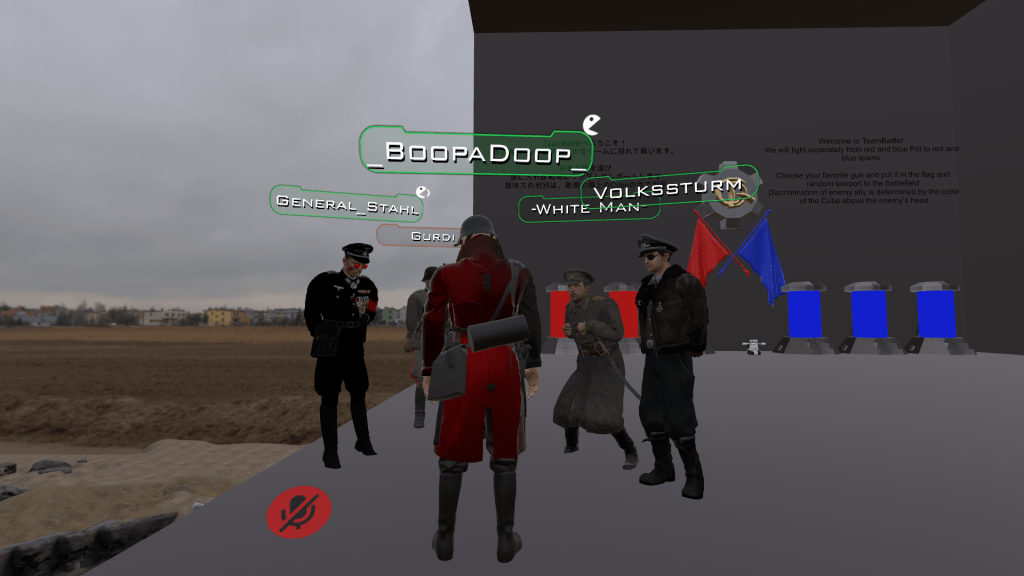 _BoopaDoop_
General_Stahl
Gurdi
Volkssturm
-White Man-
Welcome to TeamBattle!
We will fight separately from red and blue Pot to red and
blue teams.
Choose your favorite gun and put it in the flag and
random teleport to the battlefield
Discrimination of enemy ally is determined by the color
of the Cube above the enemy's head